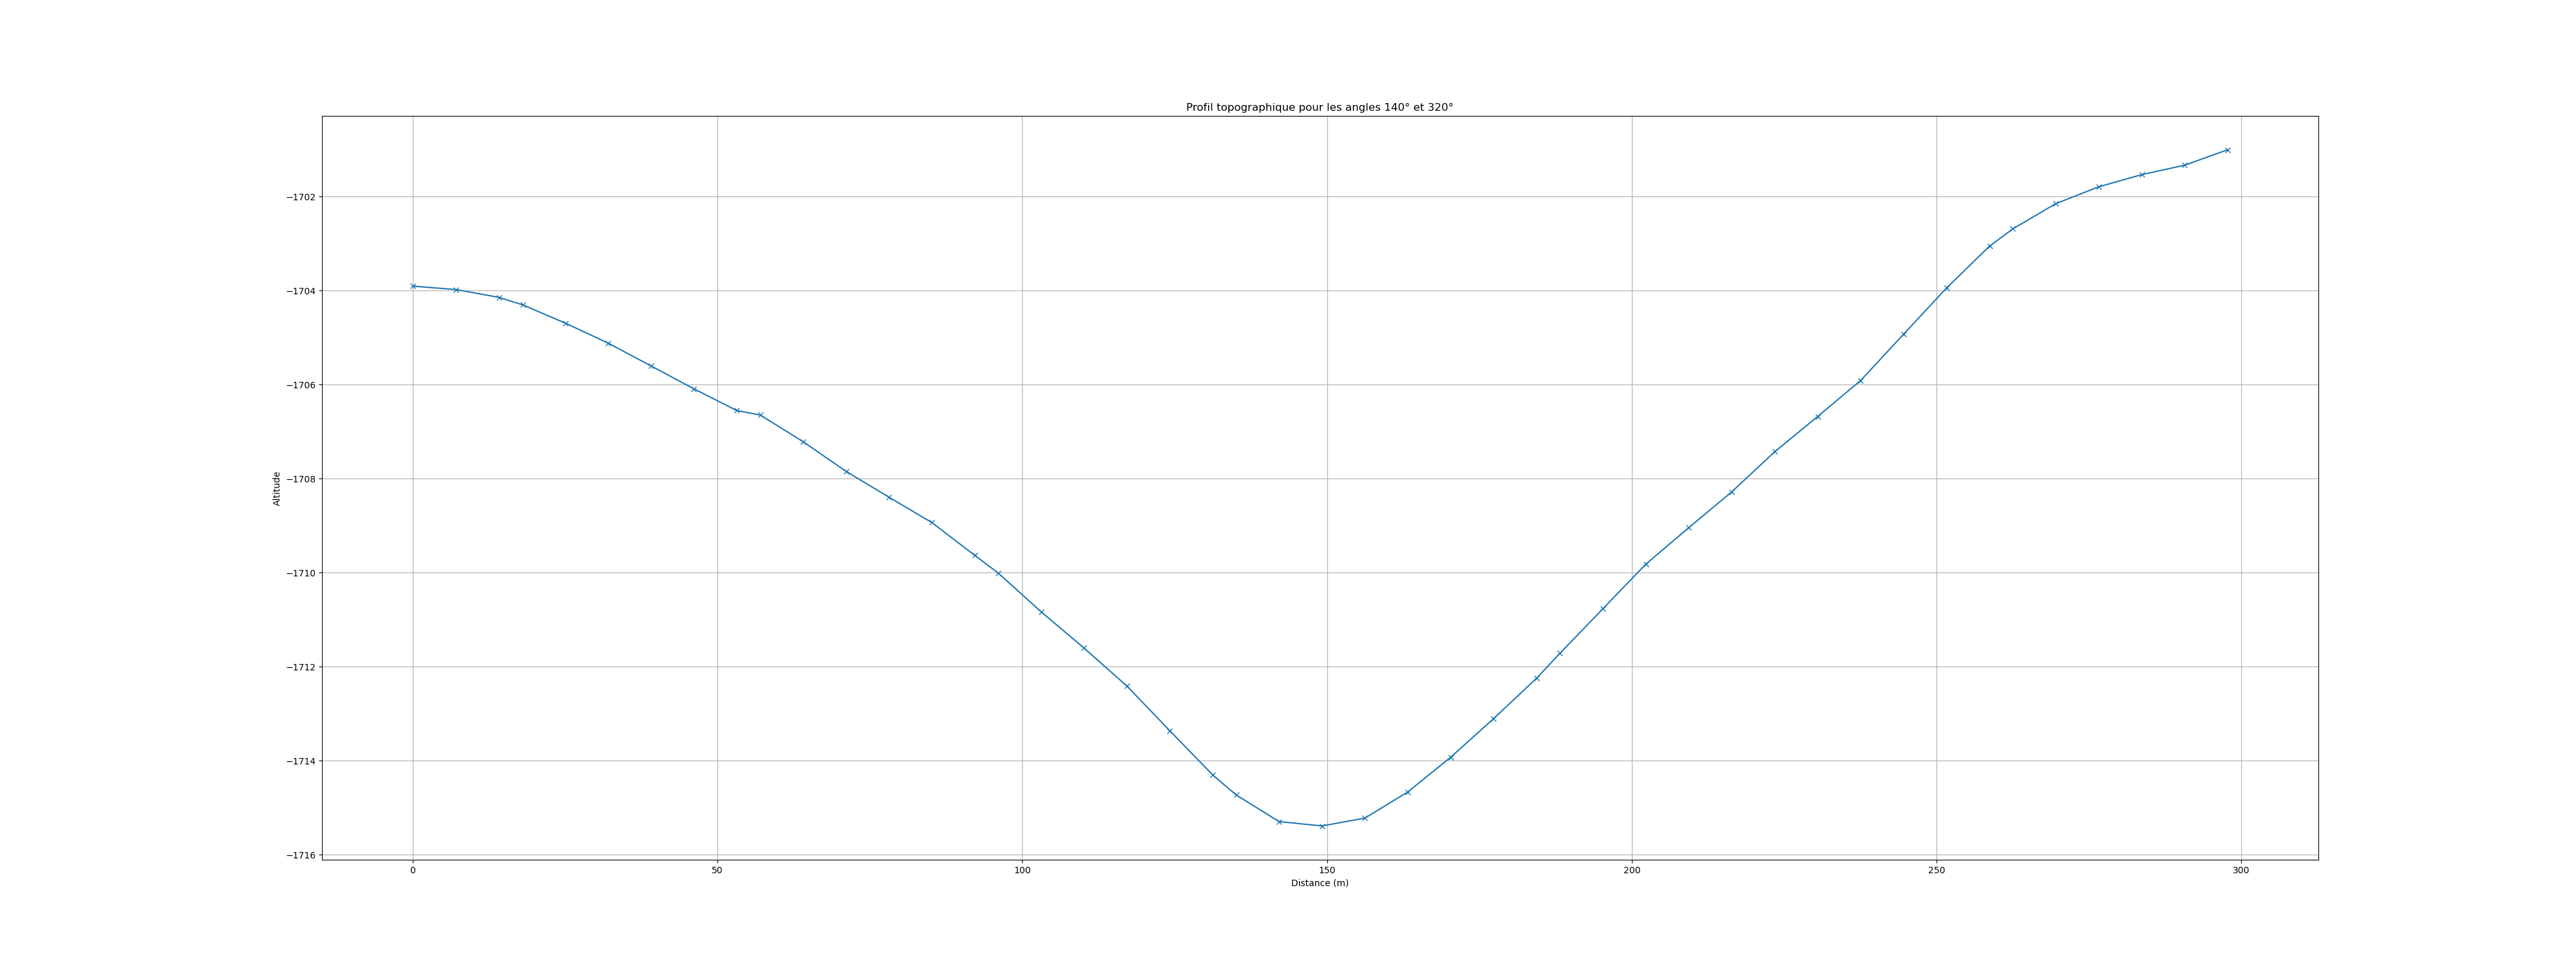 Profil topographique pour les angles 140° et 320°
−1702
−1704
−1706
−1708
−1710
−1712
−1714
−1716
Altitude
0 50 100 150 200 250 300
Distance (m)